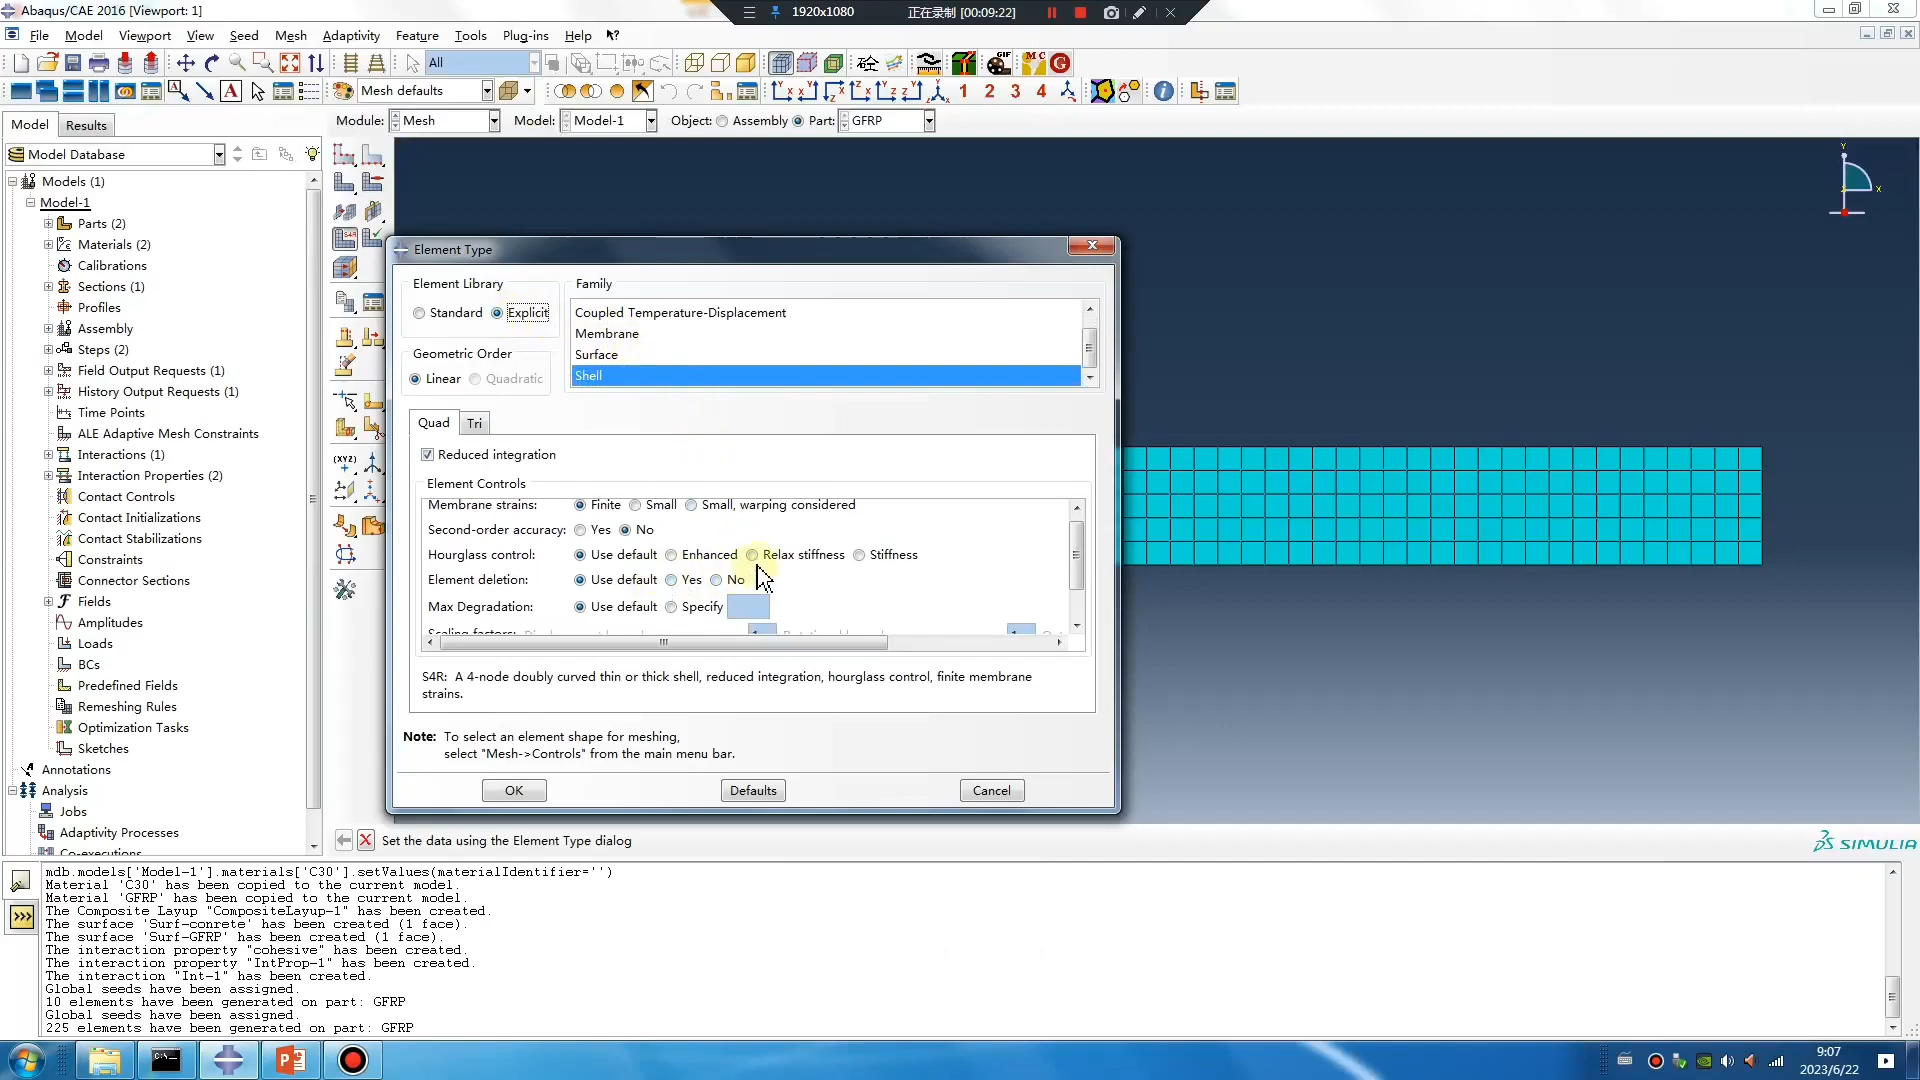 Abaqus/CAE 2016 [Viewport: 1]
1920x1080 正在录制 [00:09:22]
File Model Viewport View Seed Mesh Adaptivity Feature Tools Plug-ins Help
All
GIF M C G
A Mesh defaults 1 2 3 4
Model Results Module: Mesh Model: Model-1 Object: Assembly Part: GFRP
Model Database
Models (1)
Model-1
Parts (2)
Materials (2)
Calibrations
Sections (1)
Profiles
Assembly
Steps (2)
Field Output Requests (1)
History Output Requests (1)
Time Points
ALE Adaptive Mesh Constraints
Interactions (1)
Interaction Properties (2)
Contact Controls
Contact Initializations
Contact Stabilizations
Constraints
Connector Sections
Fields
Amplitudes
Loads
BCs
Predefined Fields
Remeshing Rules
Optimization Tasks
Sketches
Annotations
Analysis
Jobs
Adaptivity Processes
Co-executions
S4R
(XYZ)
Y
X
Element Type
Element Library
Standard Explicit
Geometric Order
Linear Quadratic
Family
Coupled Temperature-Displacement
Membrane
Surface
Shell
Quad Tri
Reduced integration
Element Controls
Membrane strains: Finite Small Small, warping considered
Second-order accuracy: Yes No
Hourglass control: Use default Enhanced Relax stiffness Stiffness
Element deletion: Use default Yes No
Max Degradation: Use default Specify
Scaling factors:
S4R: A 4-node doubly curved thin or thick shell, reduced integration, hourglass control, finite membrane
strains.
Note: To select an element shape for meshing,
select "Mesh->Controls" from the main menu bar.
OK Defaults Cancel
Set the data using the Element Type dialog
SIMULIA
mdb.models['Model-1'].materials['C30'].setValues(materialIdentifier='')
Material 'C30' has been copied to the current model.
Material 'GFRP' has been copied to the current model.
The Composite Layup "CompositeLayup-1" has been created.
The surface 'Surf-conrete' has been created (1 face).
The surface 'Surf-GFRP' has been created (1 face).
The interaction property "cohesive" has been created.
The interaction property "IntProp-1" has been created.
The interaction "Int-1" has been created.
Global seeds have been assigned.
10 elements have been generated on part: GFRP
Global seeds have been assigned.
225 elements have been generated on part: GFRP
9:07
2023/6/22